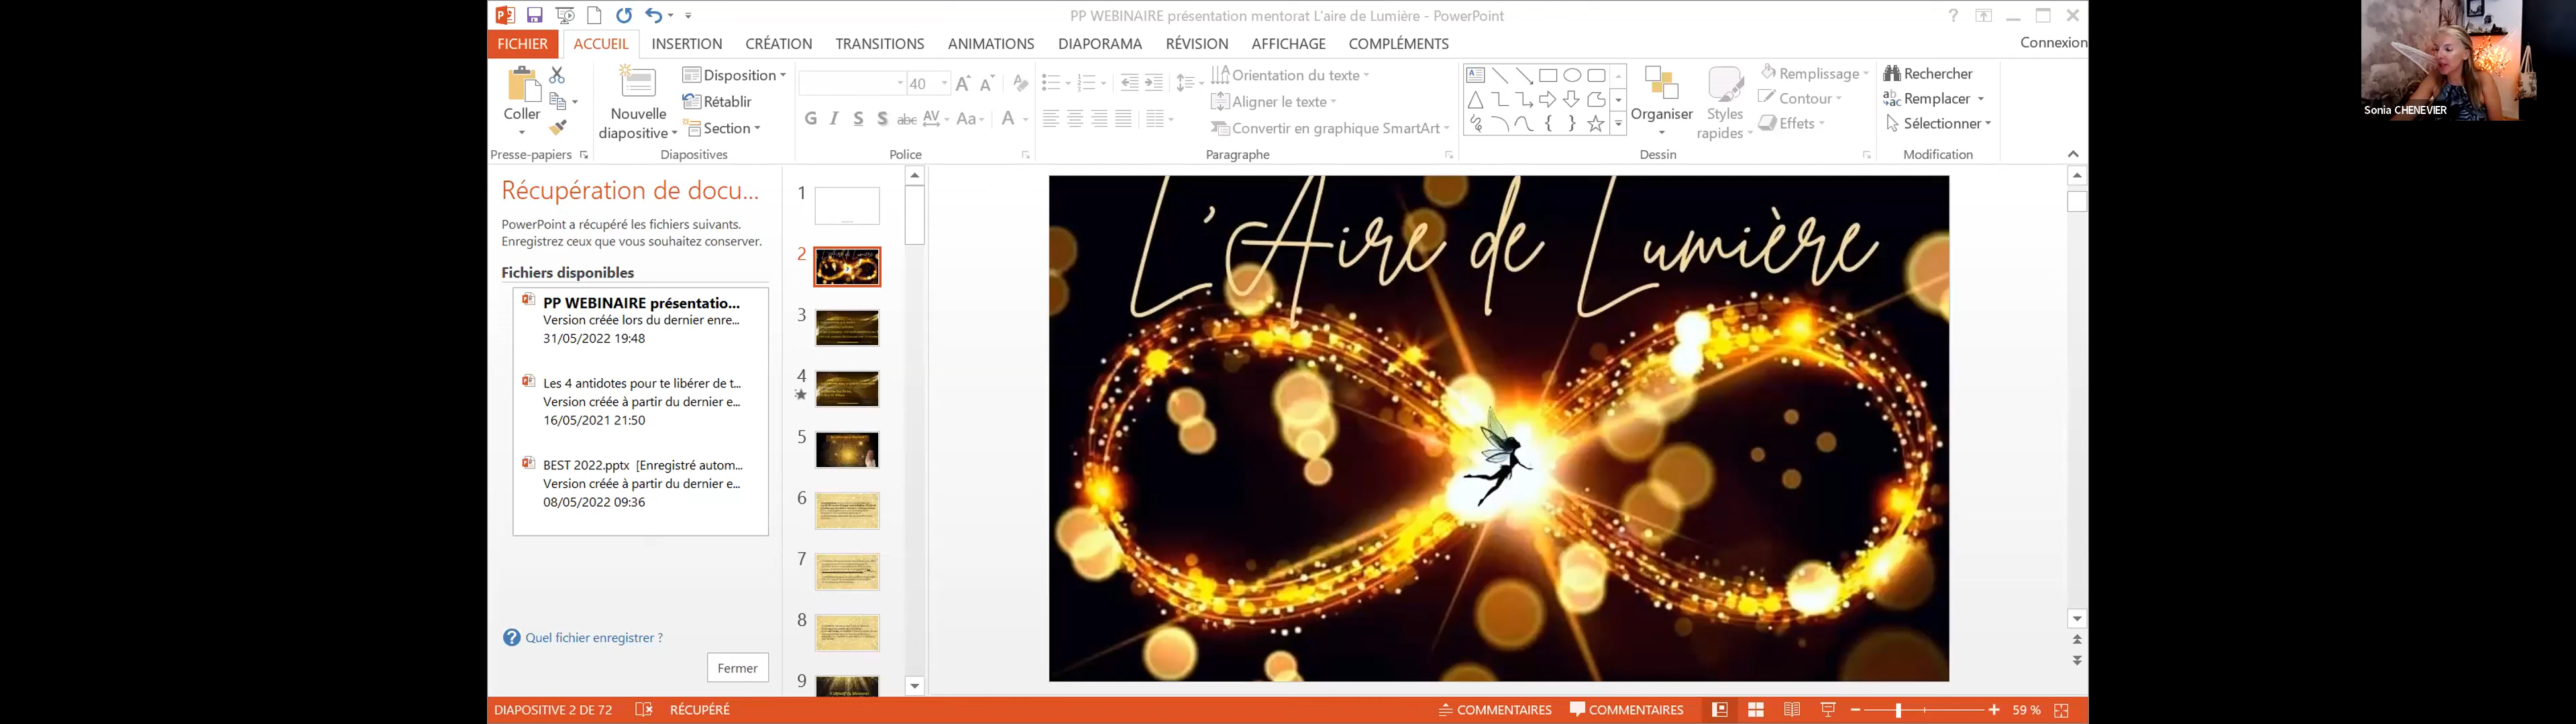 PP WEBINAIRE présentation mentorat L'aire de Lumière - PowerPoint
FICHIER ACCUEIL INSERTION CRÉATION TRANSITIONS ANIMATIONS DIAPORAMA RÉVISION AFFICHAGE COMPLÉMENTS Connexion
Coller
Presse-papiers
Nouvelle
diapositive
Disposition
Rétablir
Section
Diapositives
40
G I S S abc AV Aa A
Police
Orientation du texte
Aligner le texte
Convertir en graphique SmartArt
Paragraphe
Organiser
Styles
rapides
Remplissage
Contour
Effets
Dessin
Rechercher
Remplacer
Sélectionner
Modification
Sonia CHENEVIER
Récupération de docu...
PowerPoint a récupéré les fichiers suivants.
Enregistrez ceux que vous souhaitez conserver.
Fichiers disponibles
PP WEBINAIRE présentatio...
Version créée lors du dernier enre...
31/05/2022 19:48
Les 4 antidotes pour te libérer de t...
Version créée à partir du dernier e...
16/05/2021 21:50
BEST 2022.pptx [Enregistré autom...
Version créée à partir du dernier e...
08/05/2022 09:36
Quel fichier enregistrer ?
Fermer
1
2
3
4
5
6
7
8
9
L'Aire de Lumière
DIAPOSITIVE 2 DE 72 RÉCUPÉRÉ COMMENTAIRES COMMENTAIRES 59 %